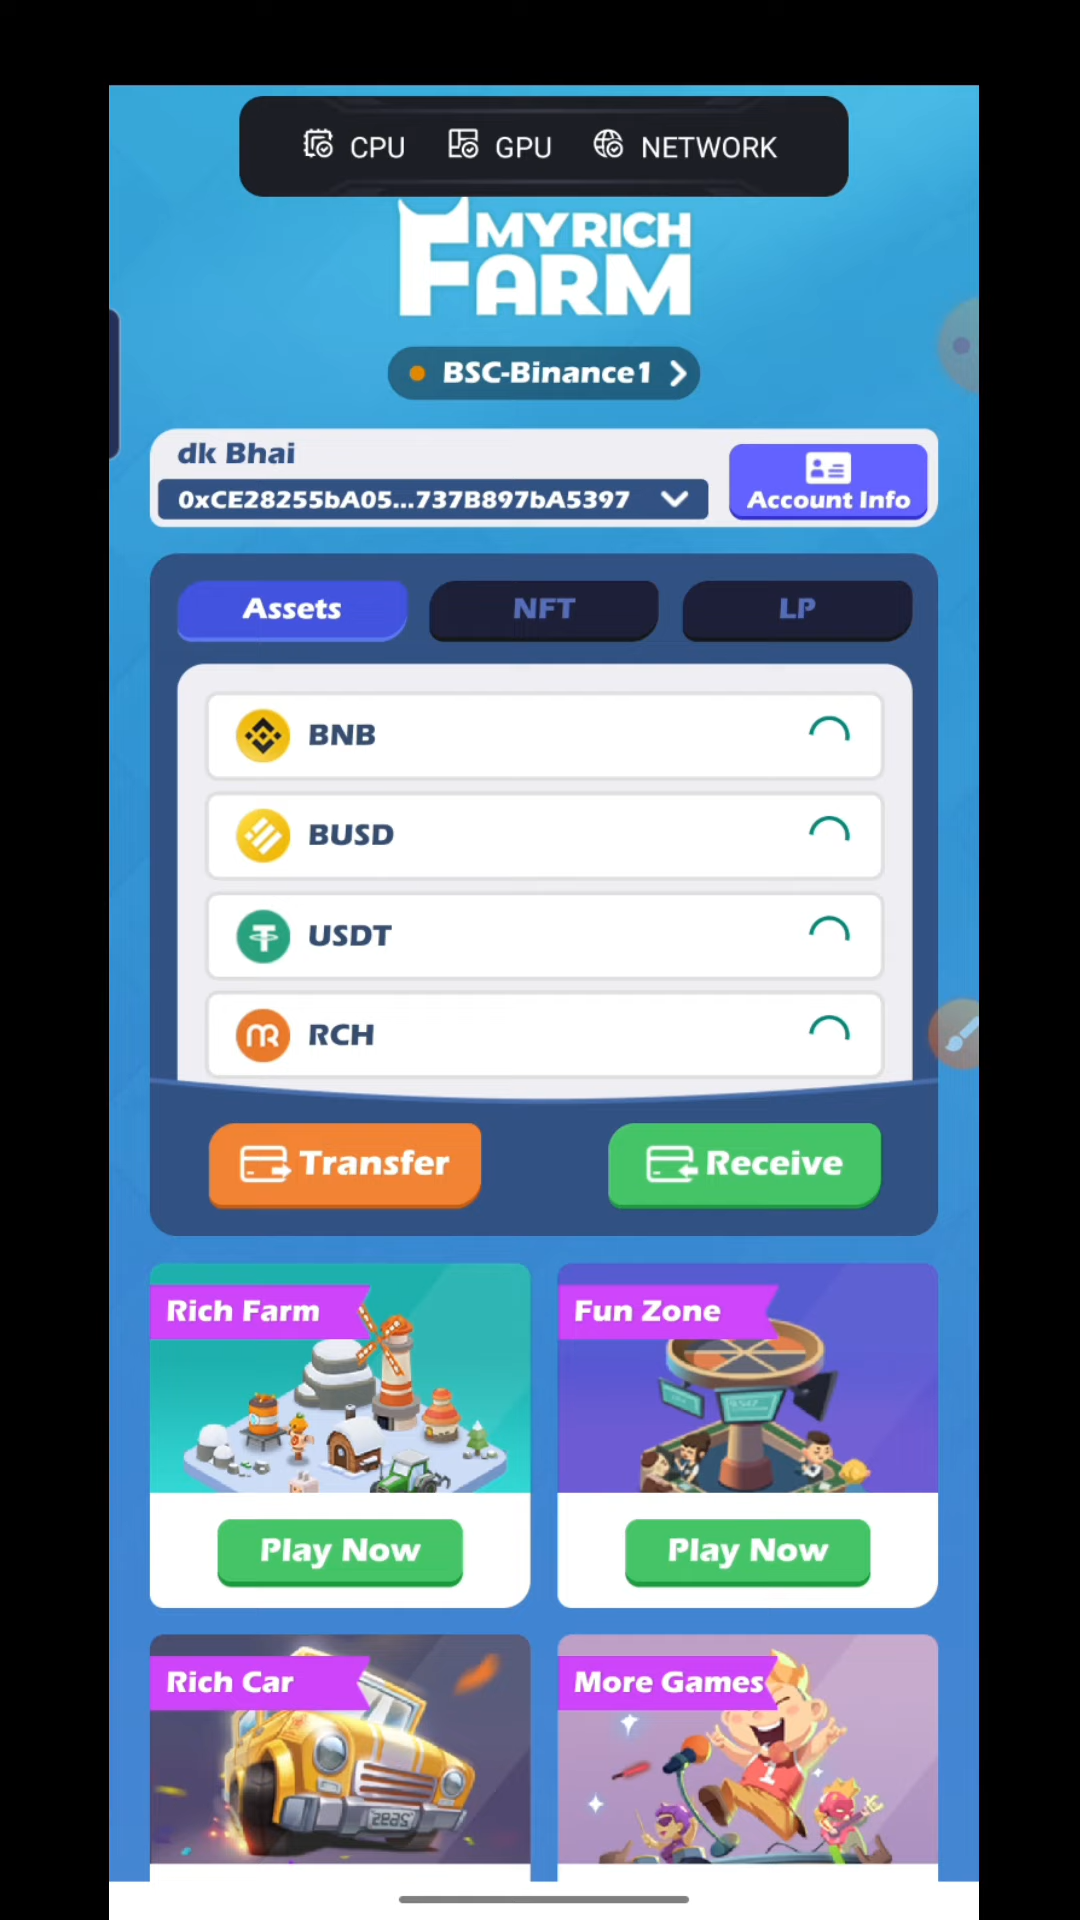 CPU GPU NETWORK
MYRICH
FARM
BSC-Binance1
dk Bhai
0xCE28255bA05...737B897bA5397
Account Info
Assets NFT LP
BNB
BUSD
USDT
RCH
Transfer Receive
Rich Farm Fun Zone
Play Now Play Now
Rich Car More Games